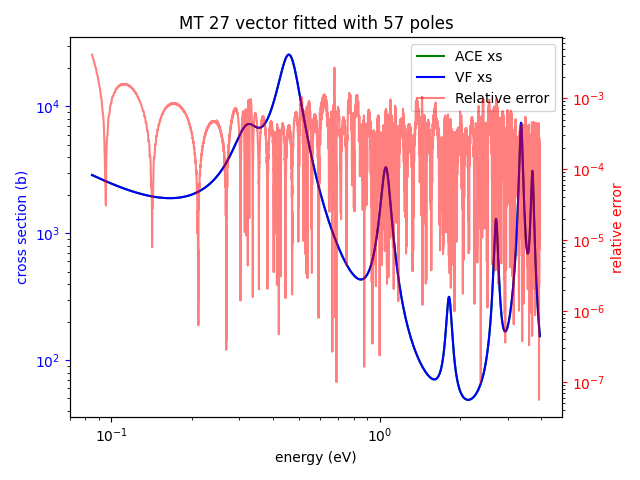 MT 27 vector fitted with 57 poles
ACE xs
VF xs
Relative error
cross section (b)
10⁴
10³
10²
10⁻³
10⁻⁴
10⁻⁵
10⁻⁶
10⁻⁷
relative error
10⁻¹
10⁰
energy (eV)